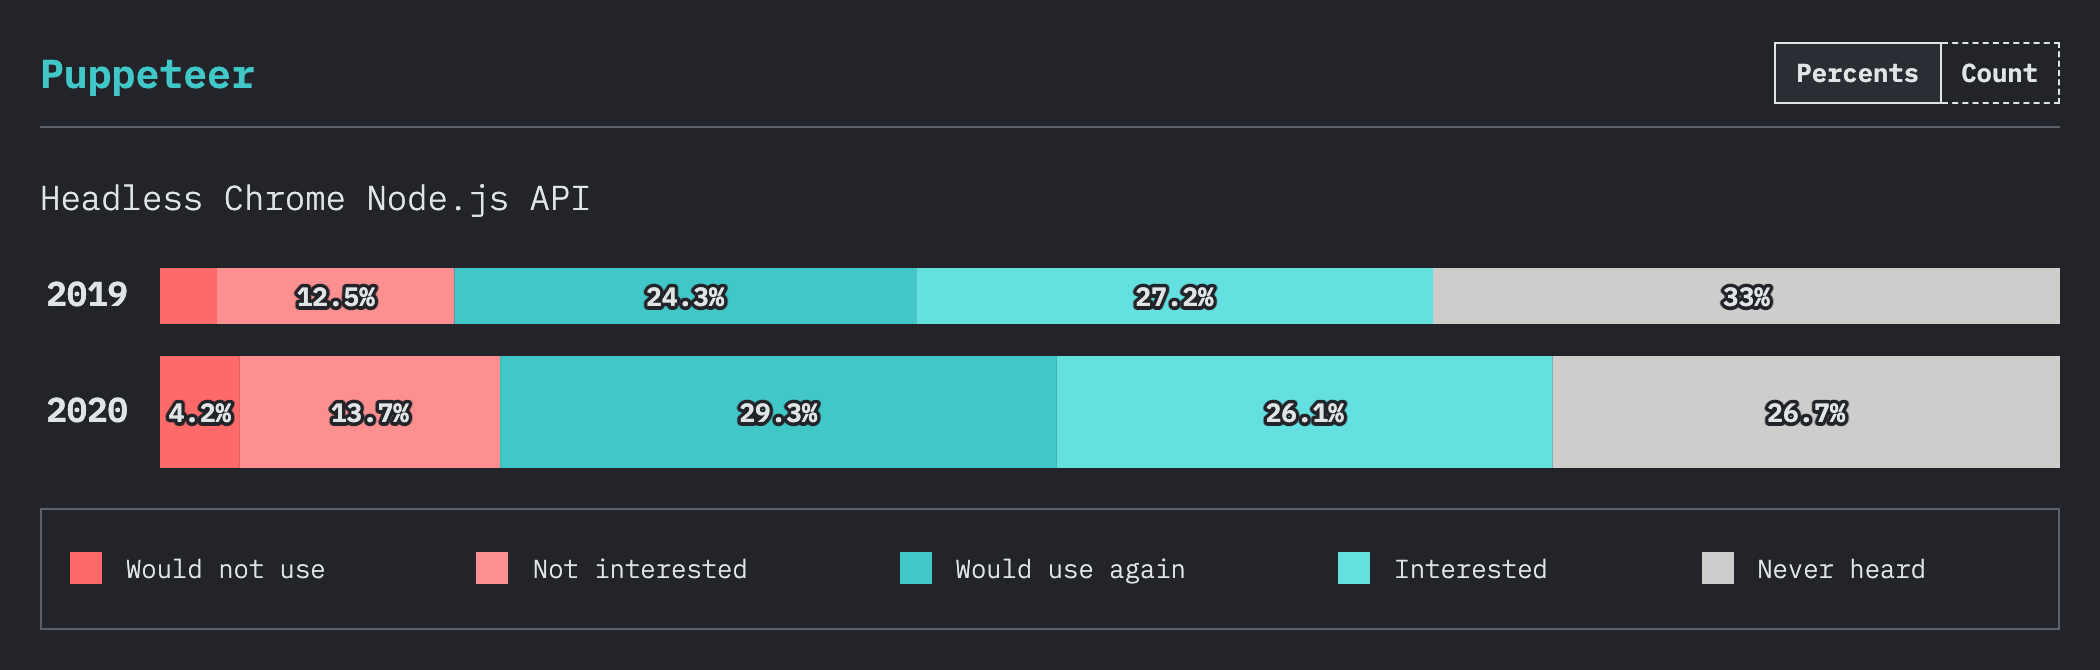 Puppeteer
Percents Count
Headless Chrome Node.js API
2019 12.5% 24.3% 27.2% 33%
2020 4.2% 13.7% 29.3% 26.1% 26.7%
Would not use Not interested Would use again Interested Never heard